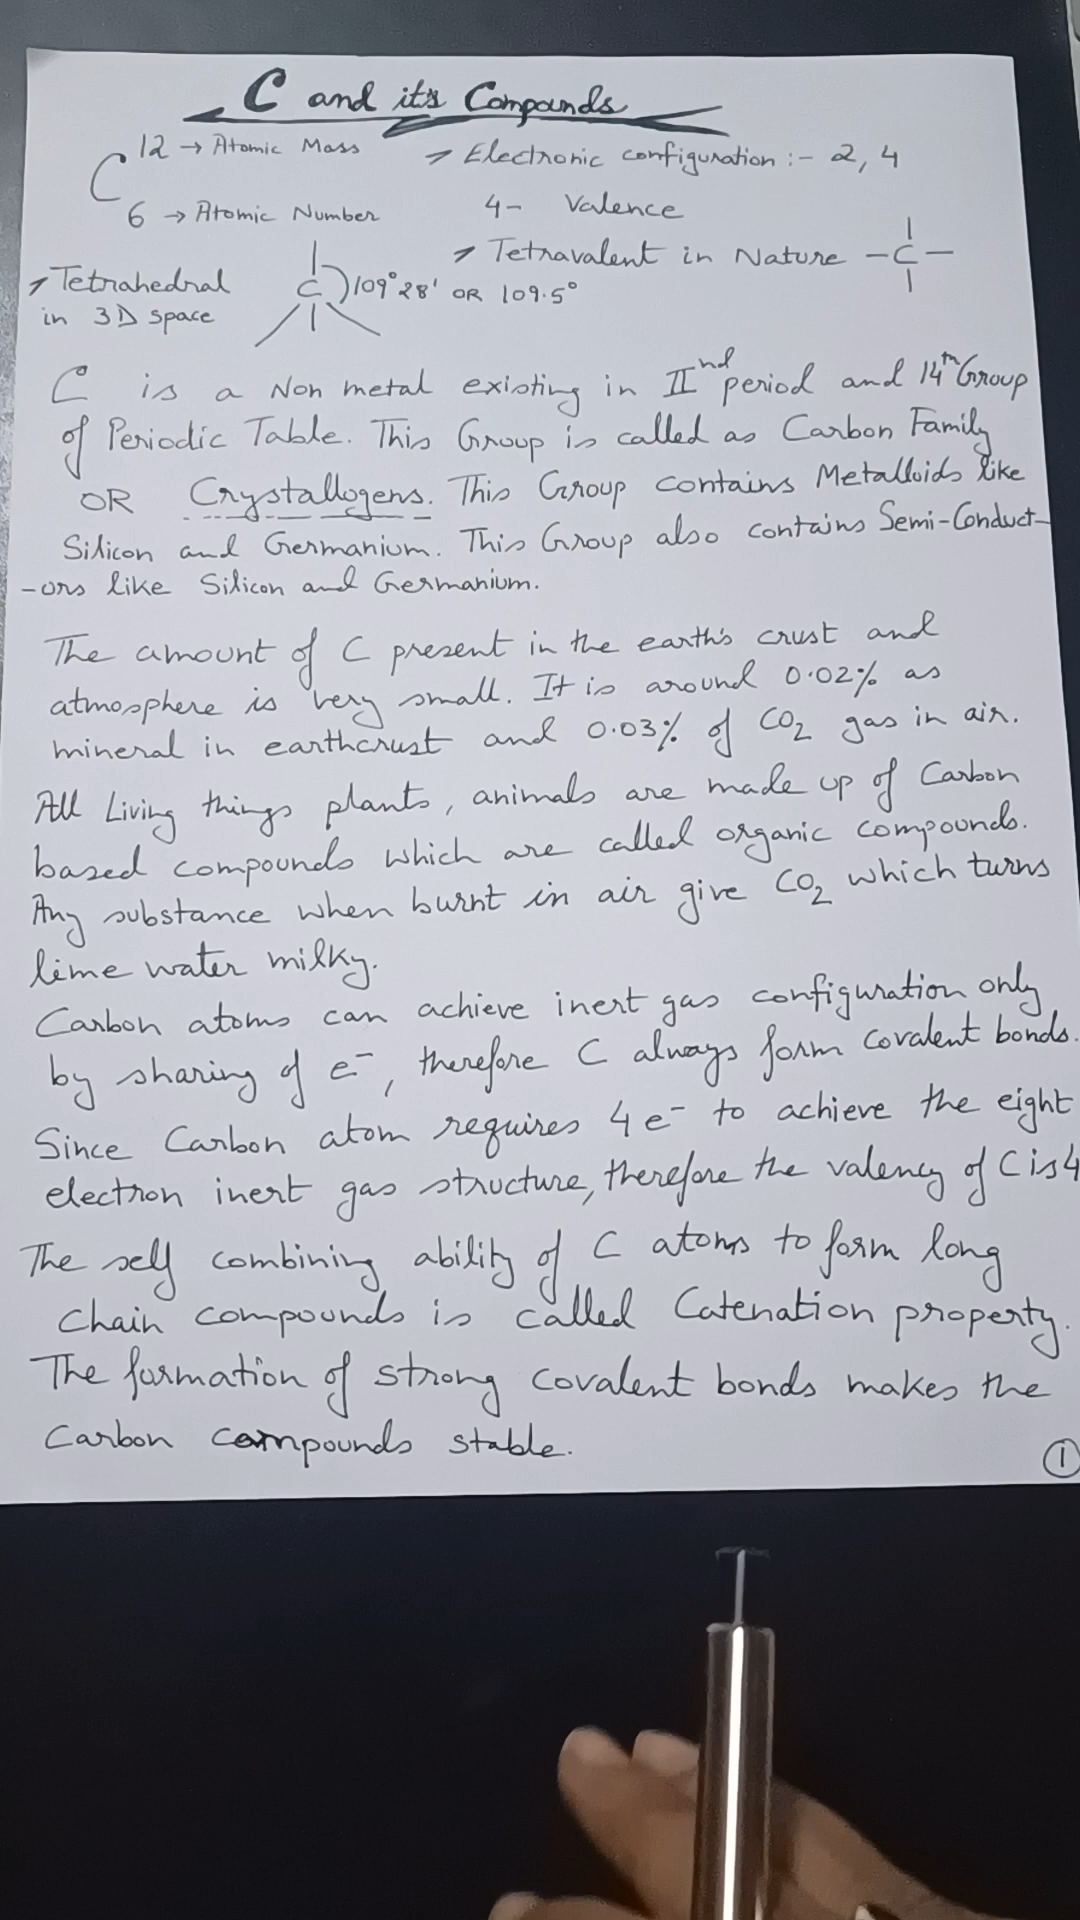 C and its Compounds
C 12 → Atomic Mass
6 → Atomic Number
→ Electronic configuration :- 2, 4
4- Valence
→ Tetravalent in Nature -C-
→ Tetrahedral
in 3D space
C 109°28' OR 109.5°
C is a Non metal existing in IInd period and 14th Group
of Periodic Table. This Group is called as Carbon Family
OR Crystallogens. This Group contains Metalloids like
Silicon and Germanium. This Group also contains Semi-Conduct-
-ors like Silicon and Germanium.
The amount of C present in the earth's crust and
atmosphere is very small. It is around 0.02% as
mineral in earthcrust and 0.03% of CO2 gas in air.
All Living things plants, animals are made up of Carbon
based compounds which are called organic compounds.
Any substance when burnt in air give CO2 which turns
lime water milky.
Carbon atoms can achieve inert gas configuration only
by sharing of e-, therefore C always form covalent bonds.
Since Carbon atom requires 4 e- to achieve the eight
electron inert gas structure, therefore the valency of C is 4
The self combining ability of C atoms to form long
chain compounds is called Catenation property.
The formation of strong covalent bonds makes the
Carbon compounds stable.
1